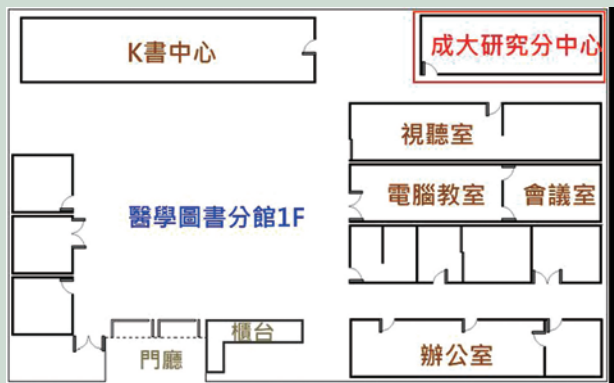 K書中心
成大研究分中心
視聽室
電腦教室
會議室
醫學圖書分館1F
櫃台
門廳
辦公室